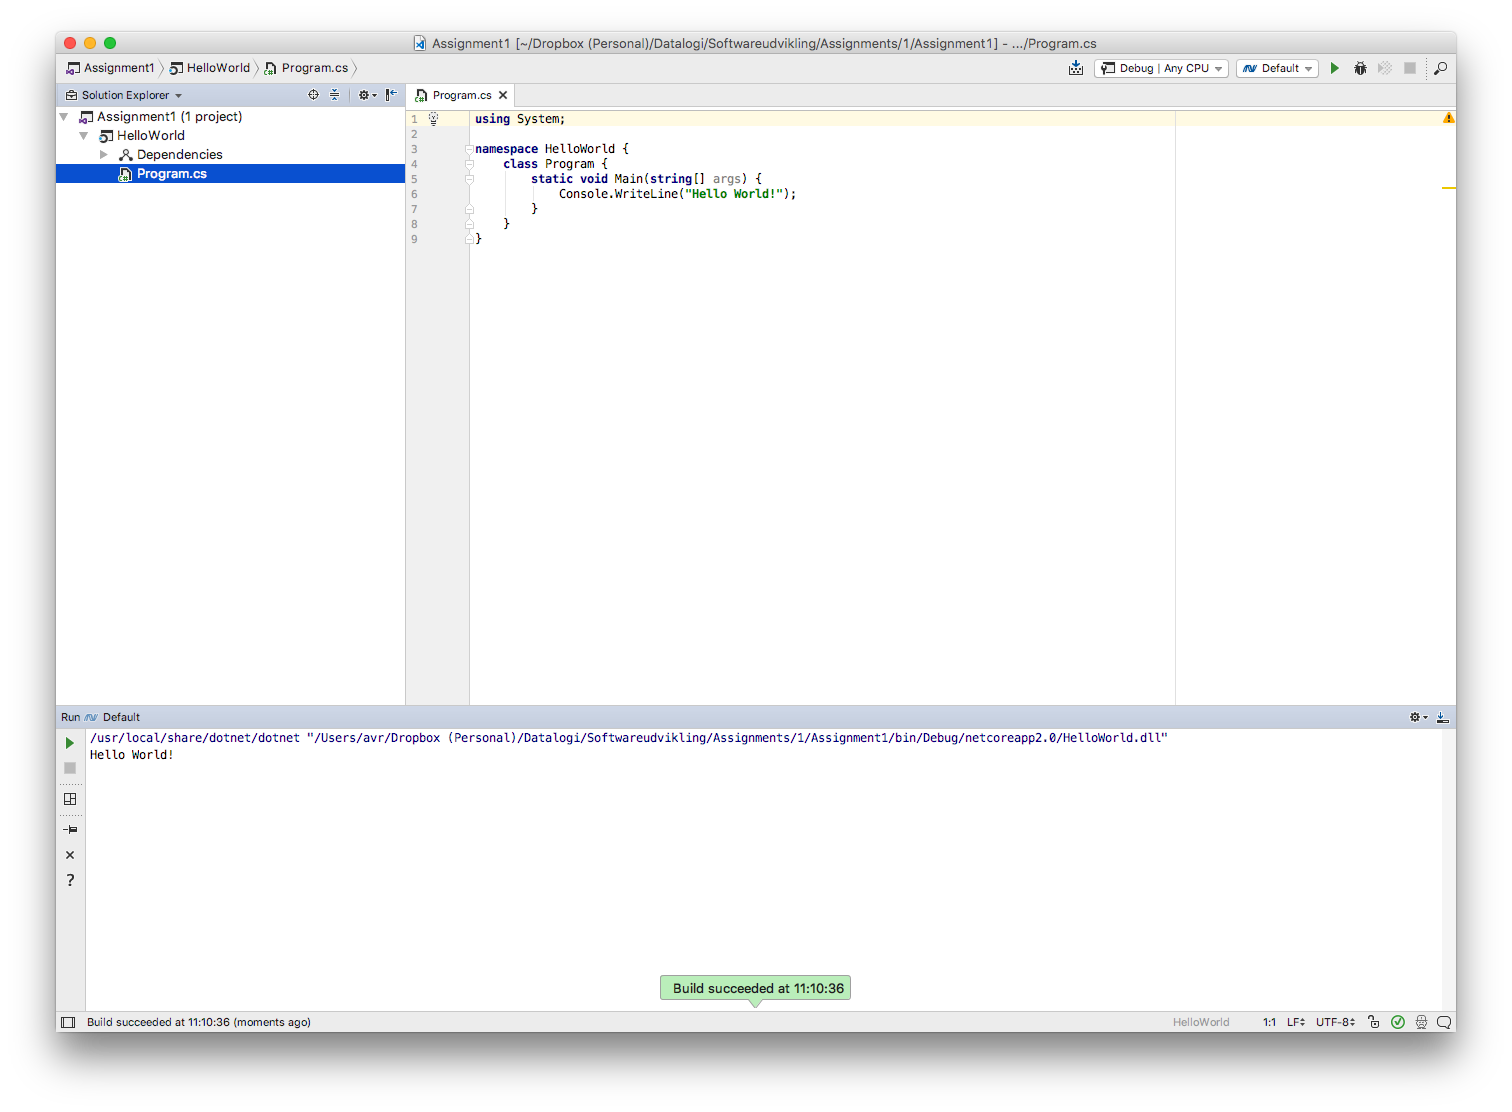 Assignment1 [~/Dropbox (Personal)/Datalogi/Softwareudvikling/Assignments/1/Assignment1] - .../Program.cs
Assignment1 HelloWorld Program.cs Debug | Any CPU Default
Solution Explorer Program.cs
Assignment1 (1 project)
HelloWorld
Dependencies
Program.cs
1 using System;
2
3 namespace HelloWorld {
4 class Program {
5 static void Main(string[] args) {
6 Console.WriteLine("Hello World!");
7 }
8 }
9 }
Run Default
/usr/local/share/dotnet/dotnet "/Users/avr/Dropbox (Personal)/Datalogi/Softwareudvikling/Assignments/1/Assignment1/bin/Debug/netcoreapp2.0/HelloWorld.dll"
Hello World!
Build succeeded at 11:10:36
Build succeeded at 11:10:36 (moments ago) HelloWorld 1:1 LF UTF-8